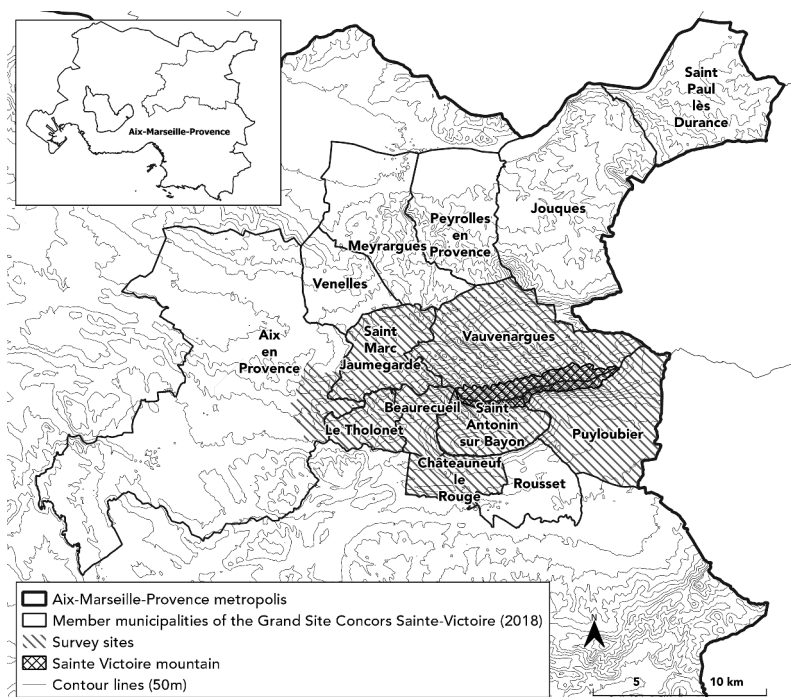 Aix-Marseille-Provence
Saint
Paul
lès
Durance
Jouques
Peyrolles
en
Provence
Meyrargues
Venelles
Aix
en
Provence
Saint
Marc
Jaumegarde
Vauvenargues
Beaurecueil
Saint
Antonin
sur Bayon
Le Tholonet
Puyloubier
Châteauneuf
le
Rouge
Rousset
Aix-Marseille-Provence metropolis
Member municipalities of the Grand Site Concors Sainte-Victoire (2018)
Survey sites
Sainte Victoire mountain
Contour lines (50m)
5 10 km